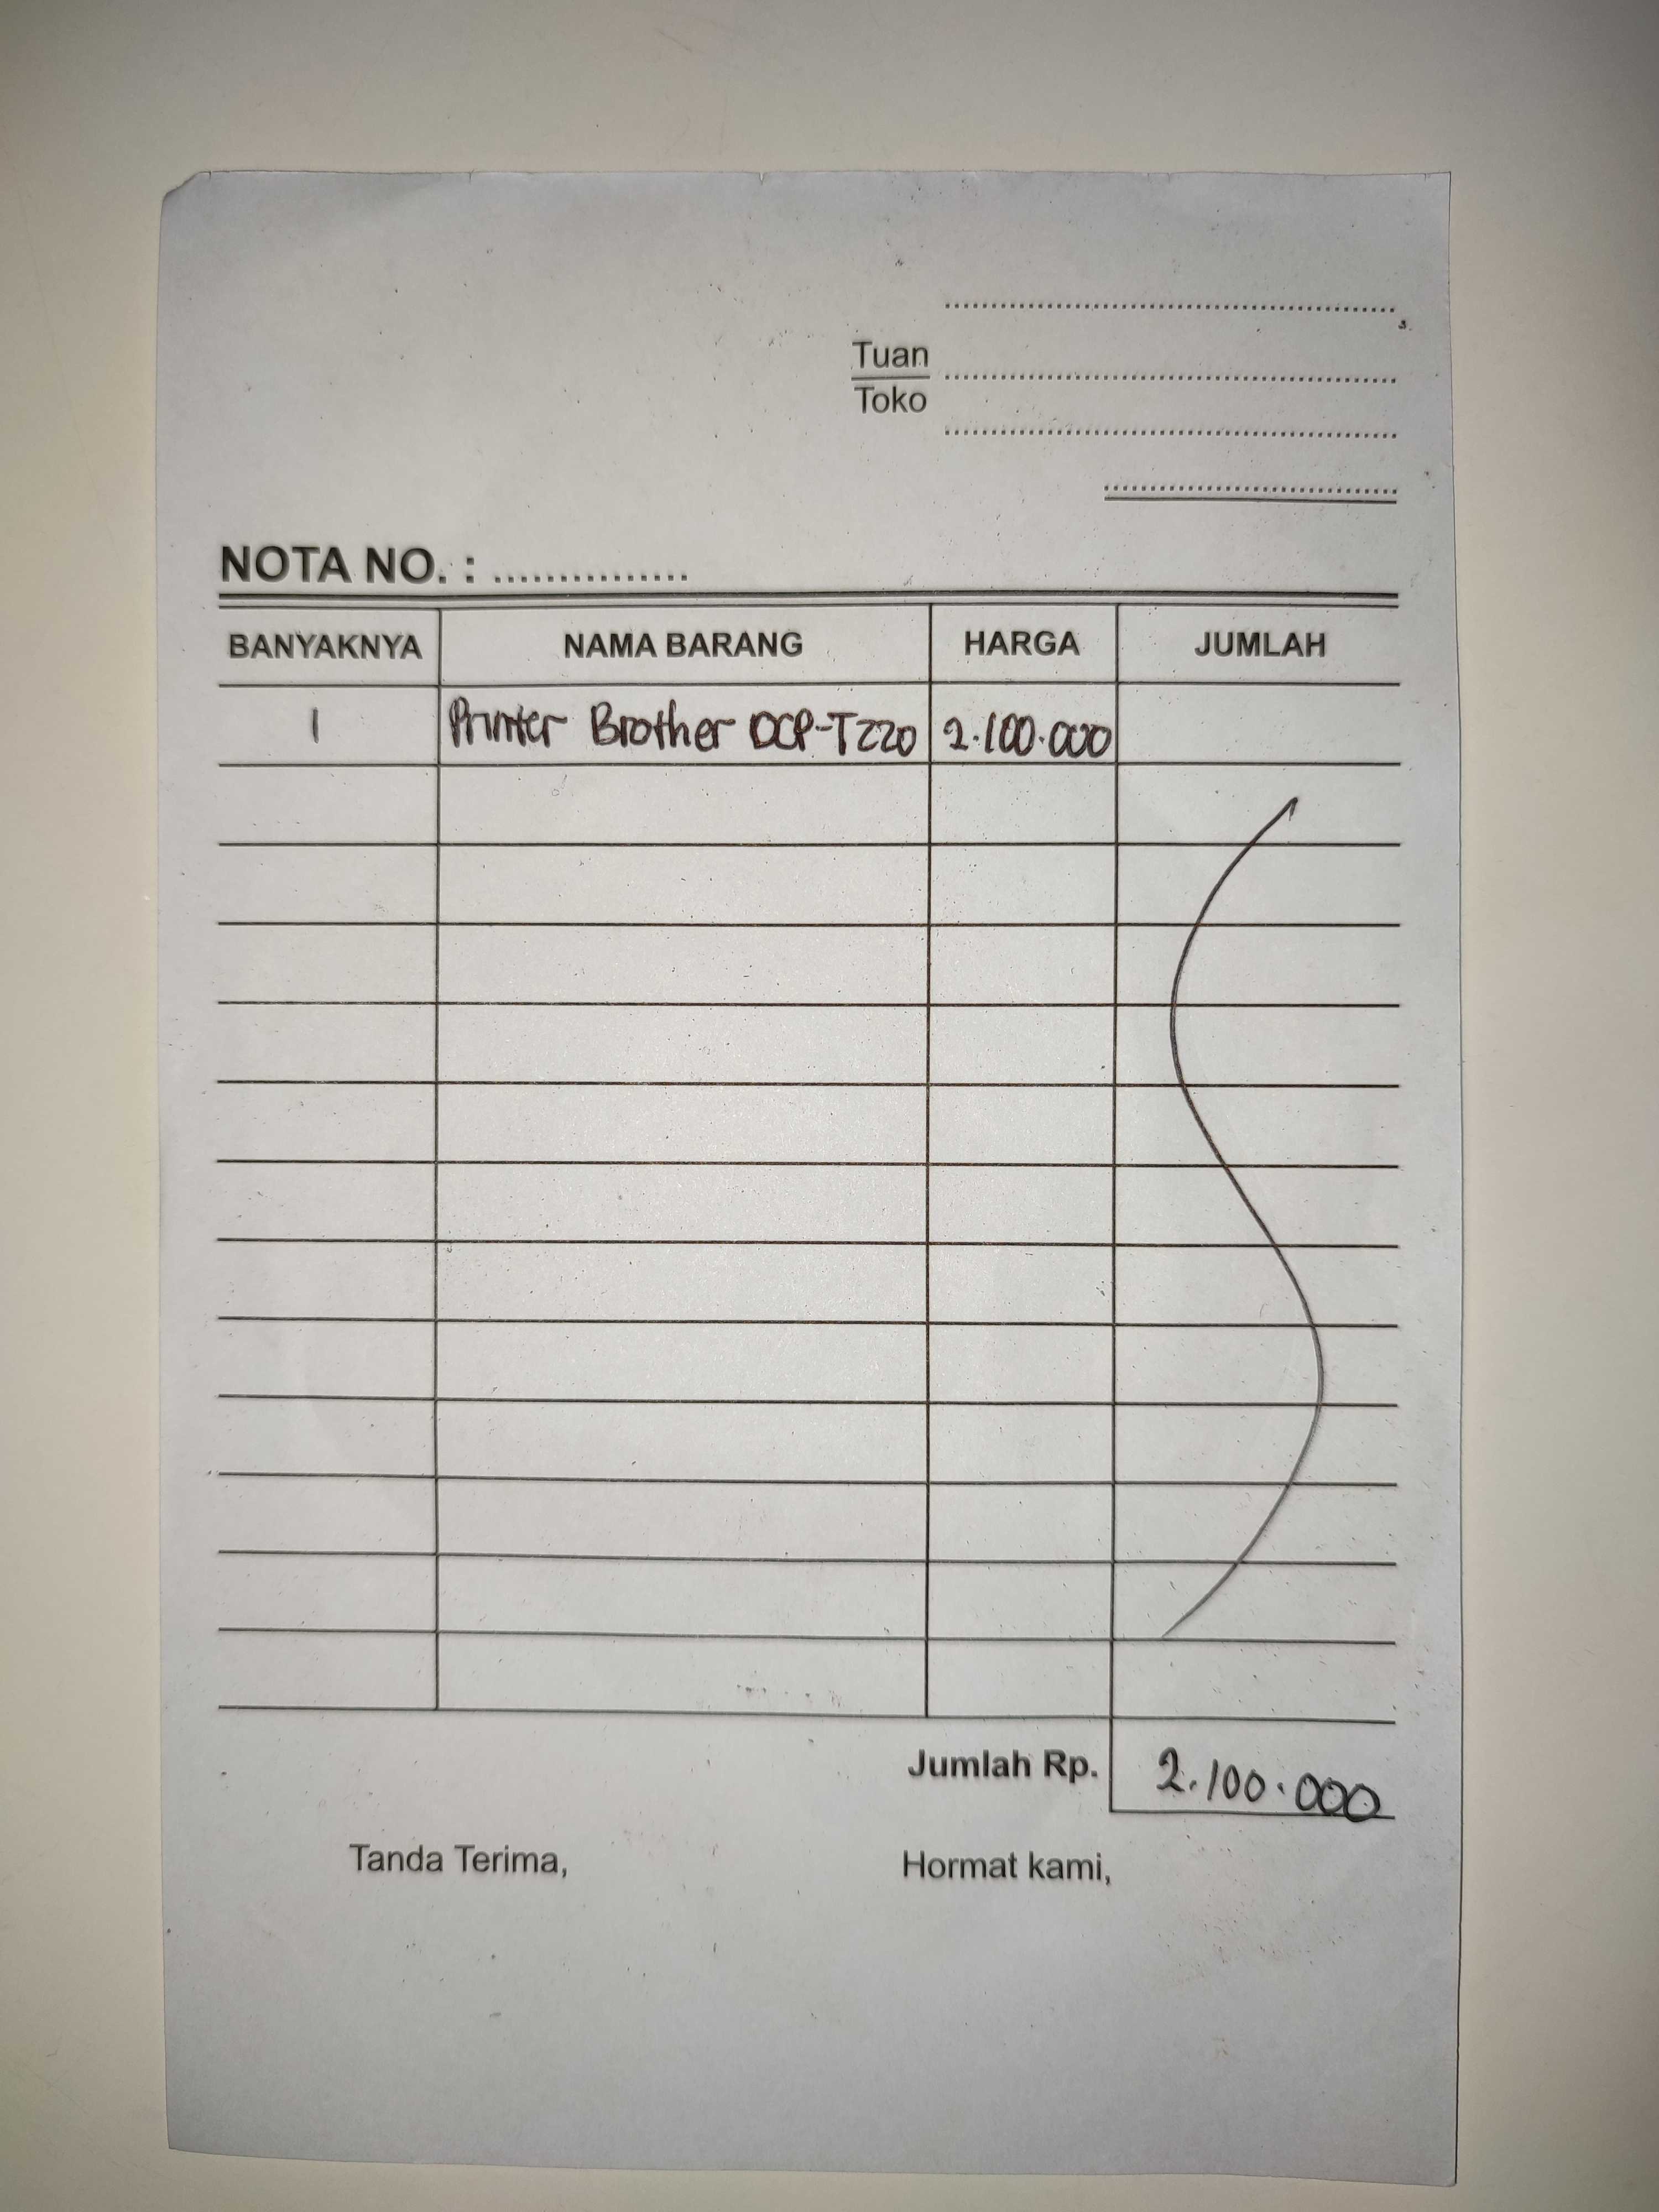 Tuan
Toko
NOTA NO. : ...............
BANYAKNYA NAMA BARANG HARGA JUMLAH
1 Printer Brother DCP-T220 2.100.000
Jumlah Rp. 2.100.000
Tanda Terima, Hormat kami,